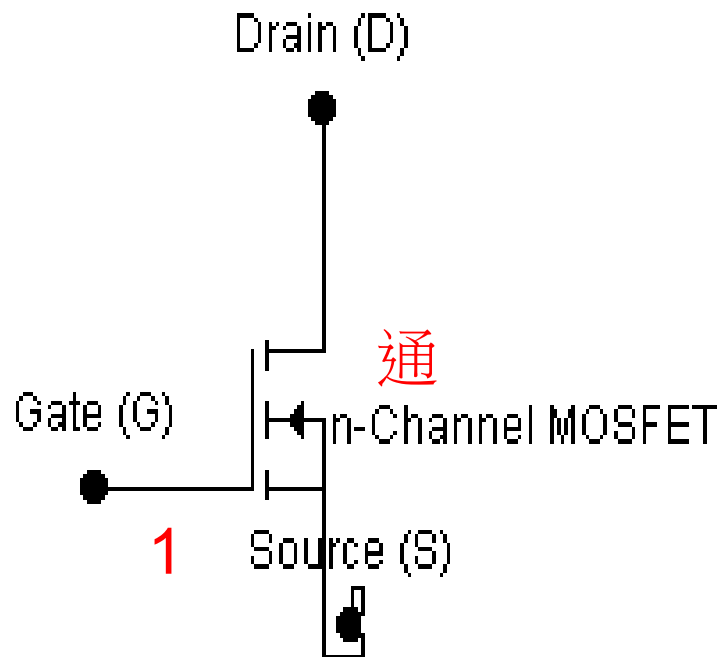 Drain (D)
通
Gate (G)
n-Channel MOSFET
1
Source (S)